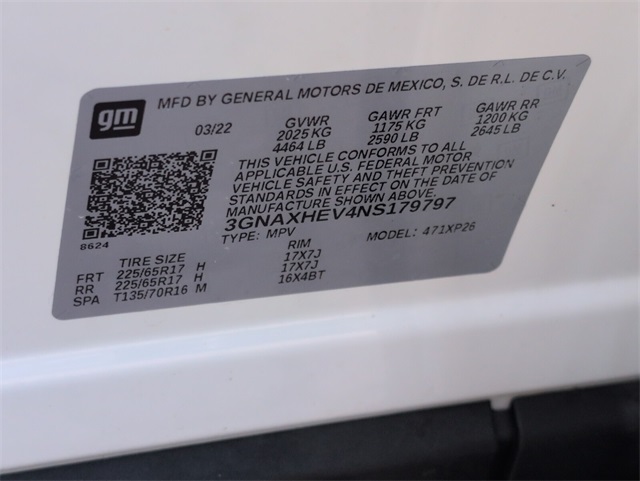 gm
MFD BY GENERAL MOTORS DE MEXICO, S. DE R.L. DE C.V.
03/22 GVWR GAWR FRT GAWR RR
2025 KG 1175 KG 1200 KG
4464 LB 2590 LB 2645 LB
THIS VEHICLE CONFORMS TO ALL
APPLICABLE U.S. FEDERAL MOTOR
VEHICLE SAFETY AND THEFT PREVENTION
STANDARDS IN EFFECT ON THE DATE OF
MANUFACTURE SHOWN ABOVE.
3GNAXHEV4NS179797
8624
TYPE: MPV MODEL: 471XP26
TIRE SIZE RIM
FRT 225/65R17 H 17X7J
RR 225/65R17 H 17X7J
SPA T135/70R16 M 16X4BT